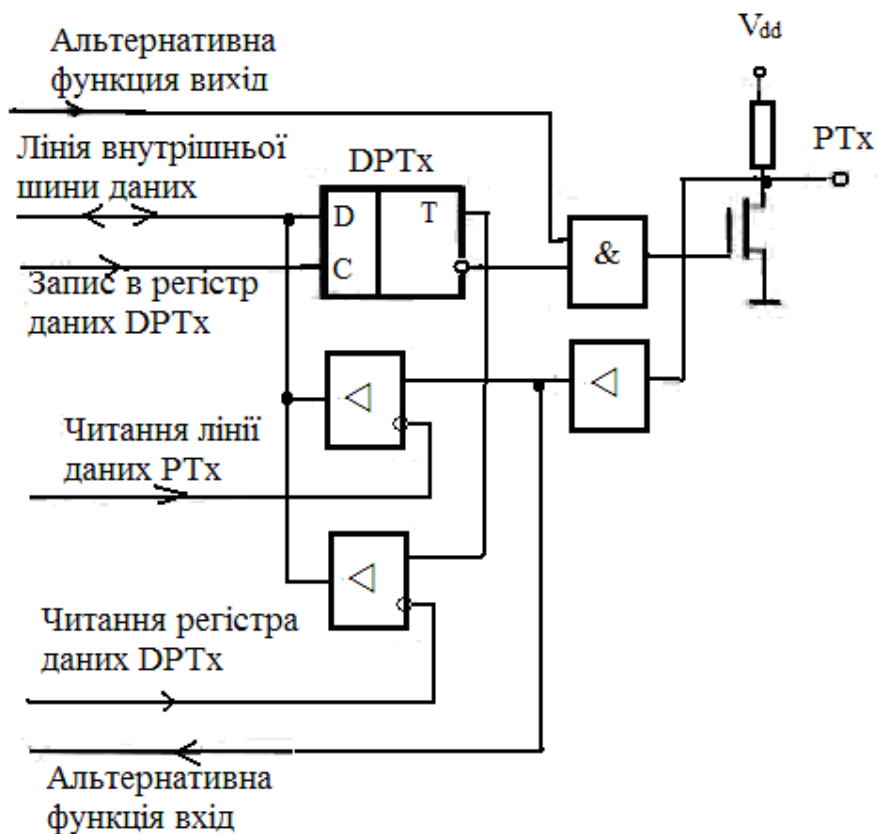 Альтернативна
функция вихід
Vdd
Лінія внутрішньої
шини даних
DPTx
PTx
D
T
C
&
Запис в регістр
даних DPTx
Читання лінії
даних PTx
Читання регістра
даних DPTx
Альтернативна
функція вхід